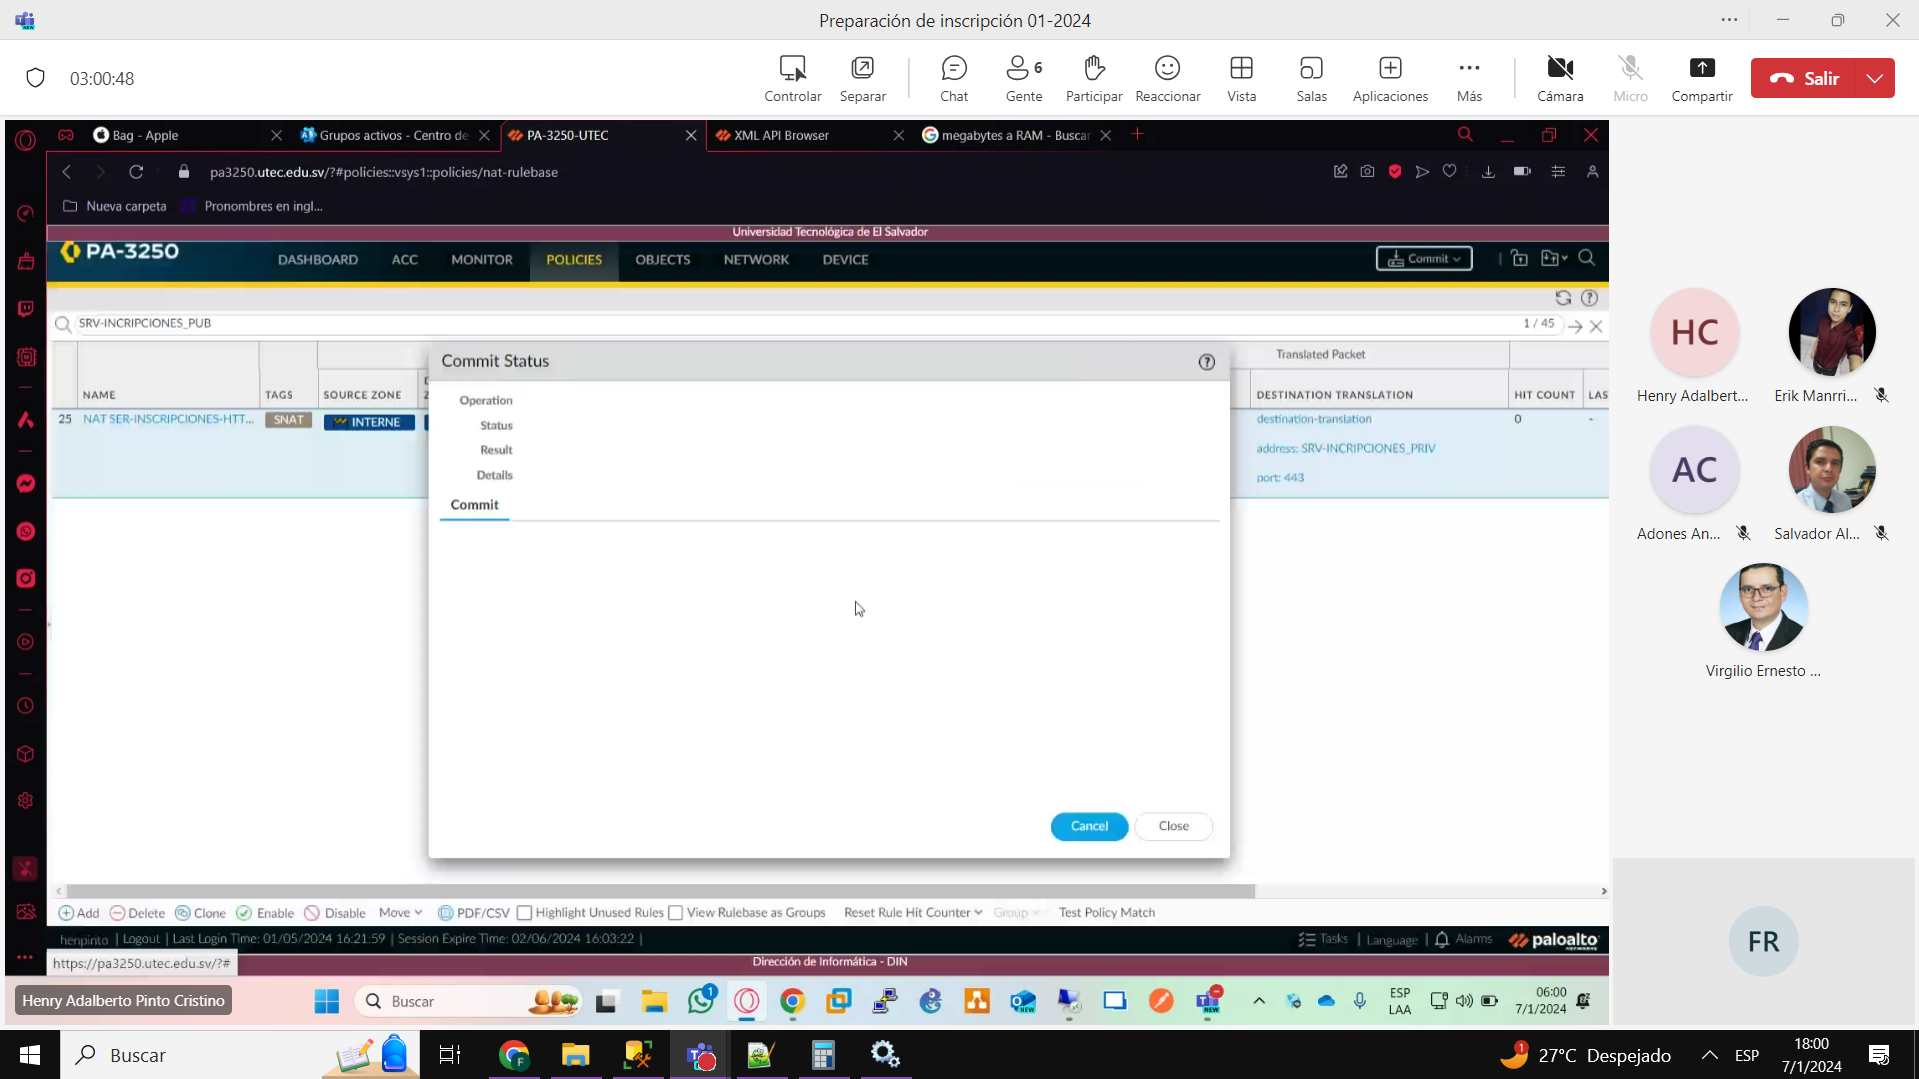 Preparación de inscripción 01-2024
03:00:48
Controlar
Separar
Chat
Gente 6
Participar
Reaccionar
Vista
Salas
Aplicaciones
Más
Cámara
Micro
Compartir
Salir
Bag - Apple
Grupos activos - Centro de
PA-3250-UTEC
XML API Browser
megabytes a RAM - Buscar
pa3250.utec.edu.sv/?#policies::vsys1::policies/nat-rulebase
Nueva carpeta
Pronombres en ingl...
Universidad Tecnológica de El Salvador
PA-3250
DASHBOARD
ACC
MONITOR
POLICIES
OBJECTS
NETWORK
DEVICE
Commit
SRV-INCRIPCIONES_PUB
1 / 45
Translated Packet
NAME
TAGS
SOURCE ZONE
DESTINATION TRANSLATION
HIT COUNT
LAS
25
NAT SER-INSCRIPCIONES-HTT...
SNAT
INTERNE
destination-translation
address: SRV-INCRIPCIONES_PRIV
port: 443
0
-
Commit Status
Operation
Status
Result
Details
Commit
Cancel
Close
Add
Delete
Clone
Enable
Disable
Move
PDF/CSV
Highlight Unused Rules
View Rulebase as Groups
Reset Rule Hit Counter
Group
Test Policy Match
henpinto | Logout | Last Login Time: 01/05/2024 16:21:59 | Session Expire Time: 02/06/2024 16:03:22 |
Tasks | Language | Alarms
paloalto
https://pa3250.utec.edu.sv/?#
Dirección de Informática - DIN
Henry Adalberto Pinto Cristino
Buscar
1
NEW
NEW
ESP
LAA
06:00
7/1/2024
HC
Henry Adalbert...
Erik Manrri...
AC
Adones An...
Salvador Al...
Virgilio Ernesto ...
FR
Buscar
1
27°C Despejado
ESP
18:00
7/1/2024